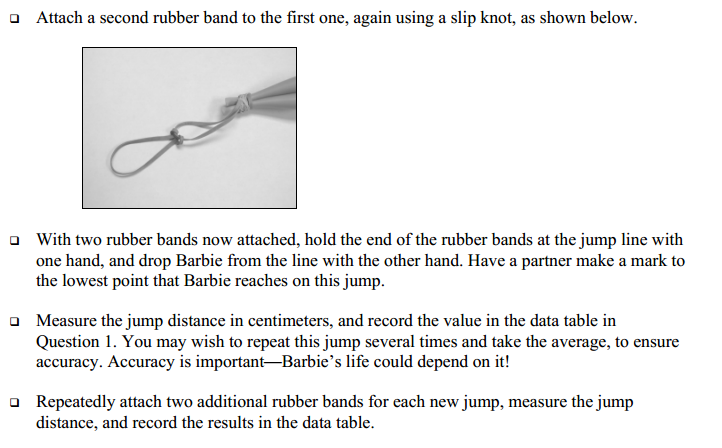 ❑ Attach a second rubber band to the first one, again using a slip knot, as shown below.
❑ With two rubber bands now attached, hold the end of the rubber bands at the jump line with
one hand, and drop Barbie from the line with the other hand. Have a partner make a mark to
the lowest point that Barbie reaches on this jump.
❑ Measure the jump distance in centimeters, and record the value in the data table in
Question 1. You may wish to repeat this jump several times and take the average, to ensure
accuracy. Accuracy is important—Barbie’s life could depend on it!
❑ Repeatedly attach two additional rubber bands for each new jump, measure the jump
distance, and record the results in the data table.